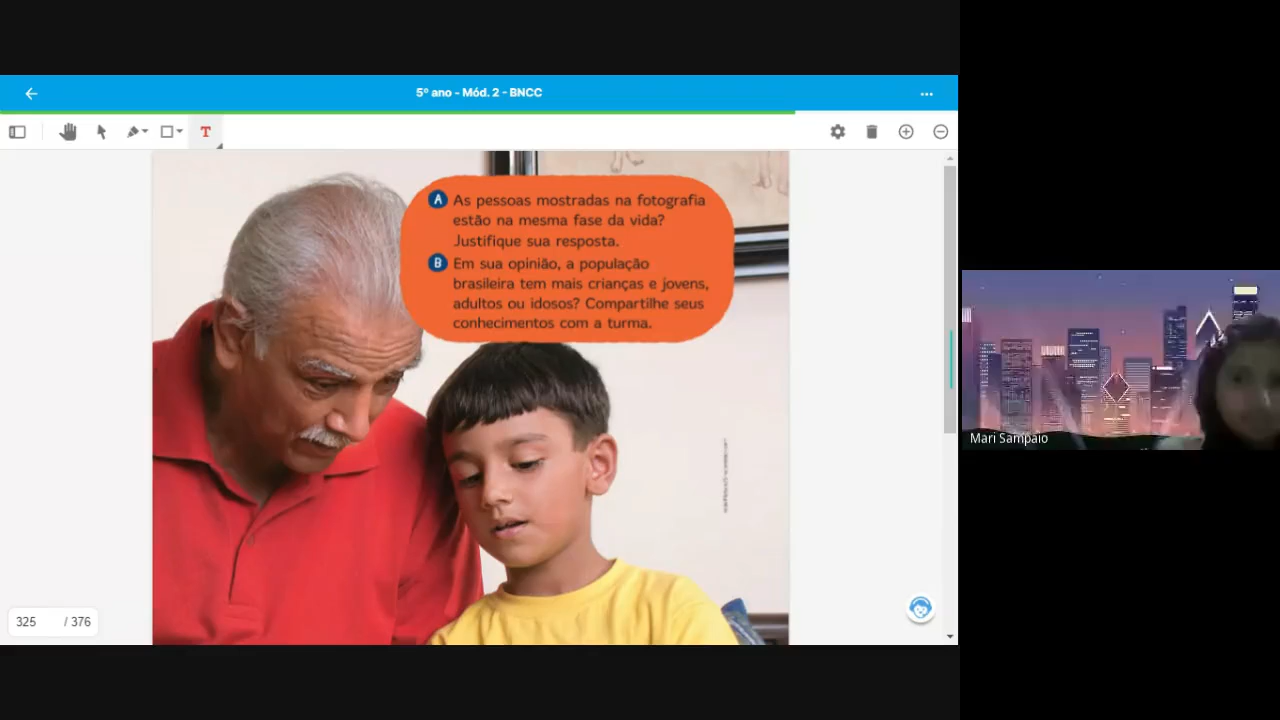 5º ano - Mód. 2 - BNCC
T
A As pessoas mostradas na fotografia
estão na mesma fase da vida?
Justifique sua resposta.
B Em sua opinião, a população
brasileira tem mais crianças e jovens,
adultos ou idosos? Compartilhe seus
conhecimentos com a turma.
Mari Sampaio
325 / 376